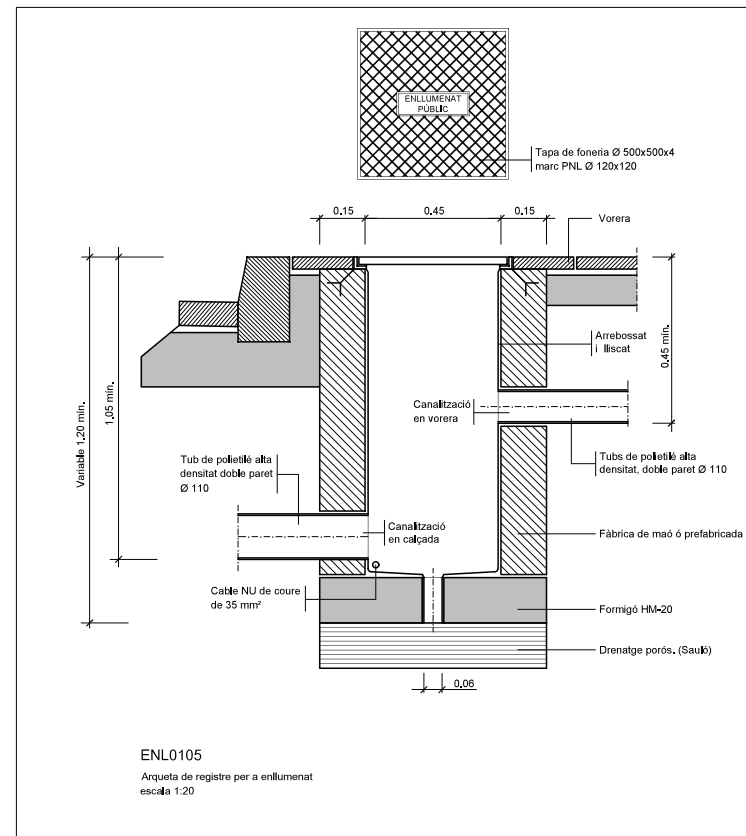 ENLLUMENAT
PÚBLIC
Tapa de foneria Ø 500x500x4
marc PNL Ø 120x120
0.15
0.45
0.15
Vorera
Arrebossat
i lliscat
0.45 mín.
Canalització
en vorera
Variable 1.20 mín.
1.05 mín.
Tub de polietilé alta
densitat doble paret
Ø 110
Tubs de polietilé alta
densitat, doble paret Ø 110
Canalització
en calçada
Fàbrica de maó ó prefabricada
Cable NU de coure
de 35 mm²
Formigó HM-20
Drenatge porós. (Sauló)
0.06
ENL0105
Arqueta de registre per a enllumenat
escala 1:20